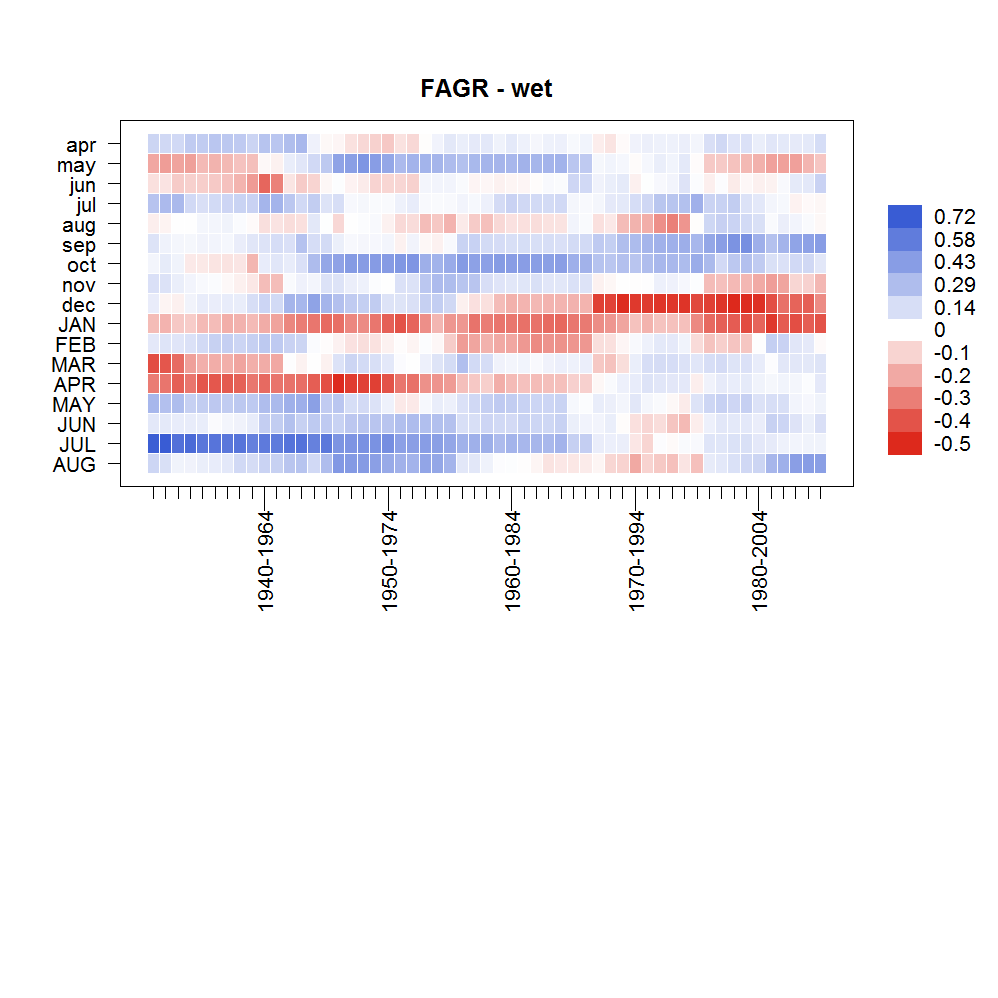 FAGR - wet
apr
may
jun
jul
aug
sep
oct
nov
dec
JAN
FEB
MAR
APR
MAY
JUN
JUL
AUG
1940-1964
1950-1974
1960-1984
1970-1994
1980-2004
0.72
0.58
0.43
0.29
0.14
0
-0.1
-0.2
-0.3
-0.4
-0.5